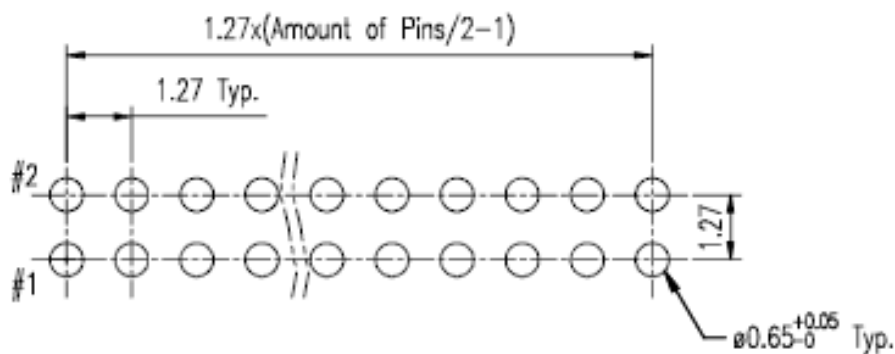 1.27x(Amount of Pins/2-1)
1.27 Typ.
#2
1.27
#1
ø0.65+0.05-0 Typ.